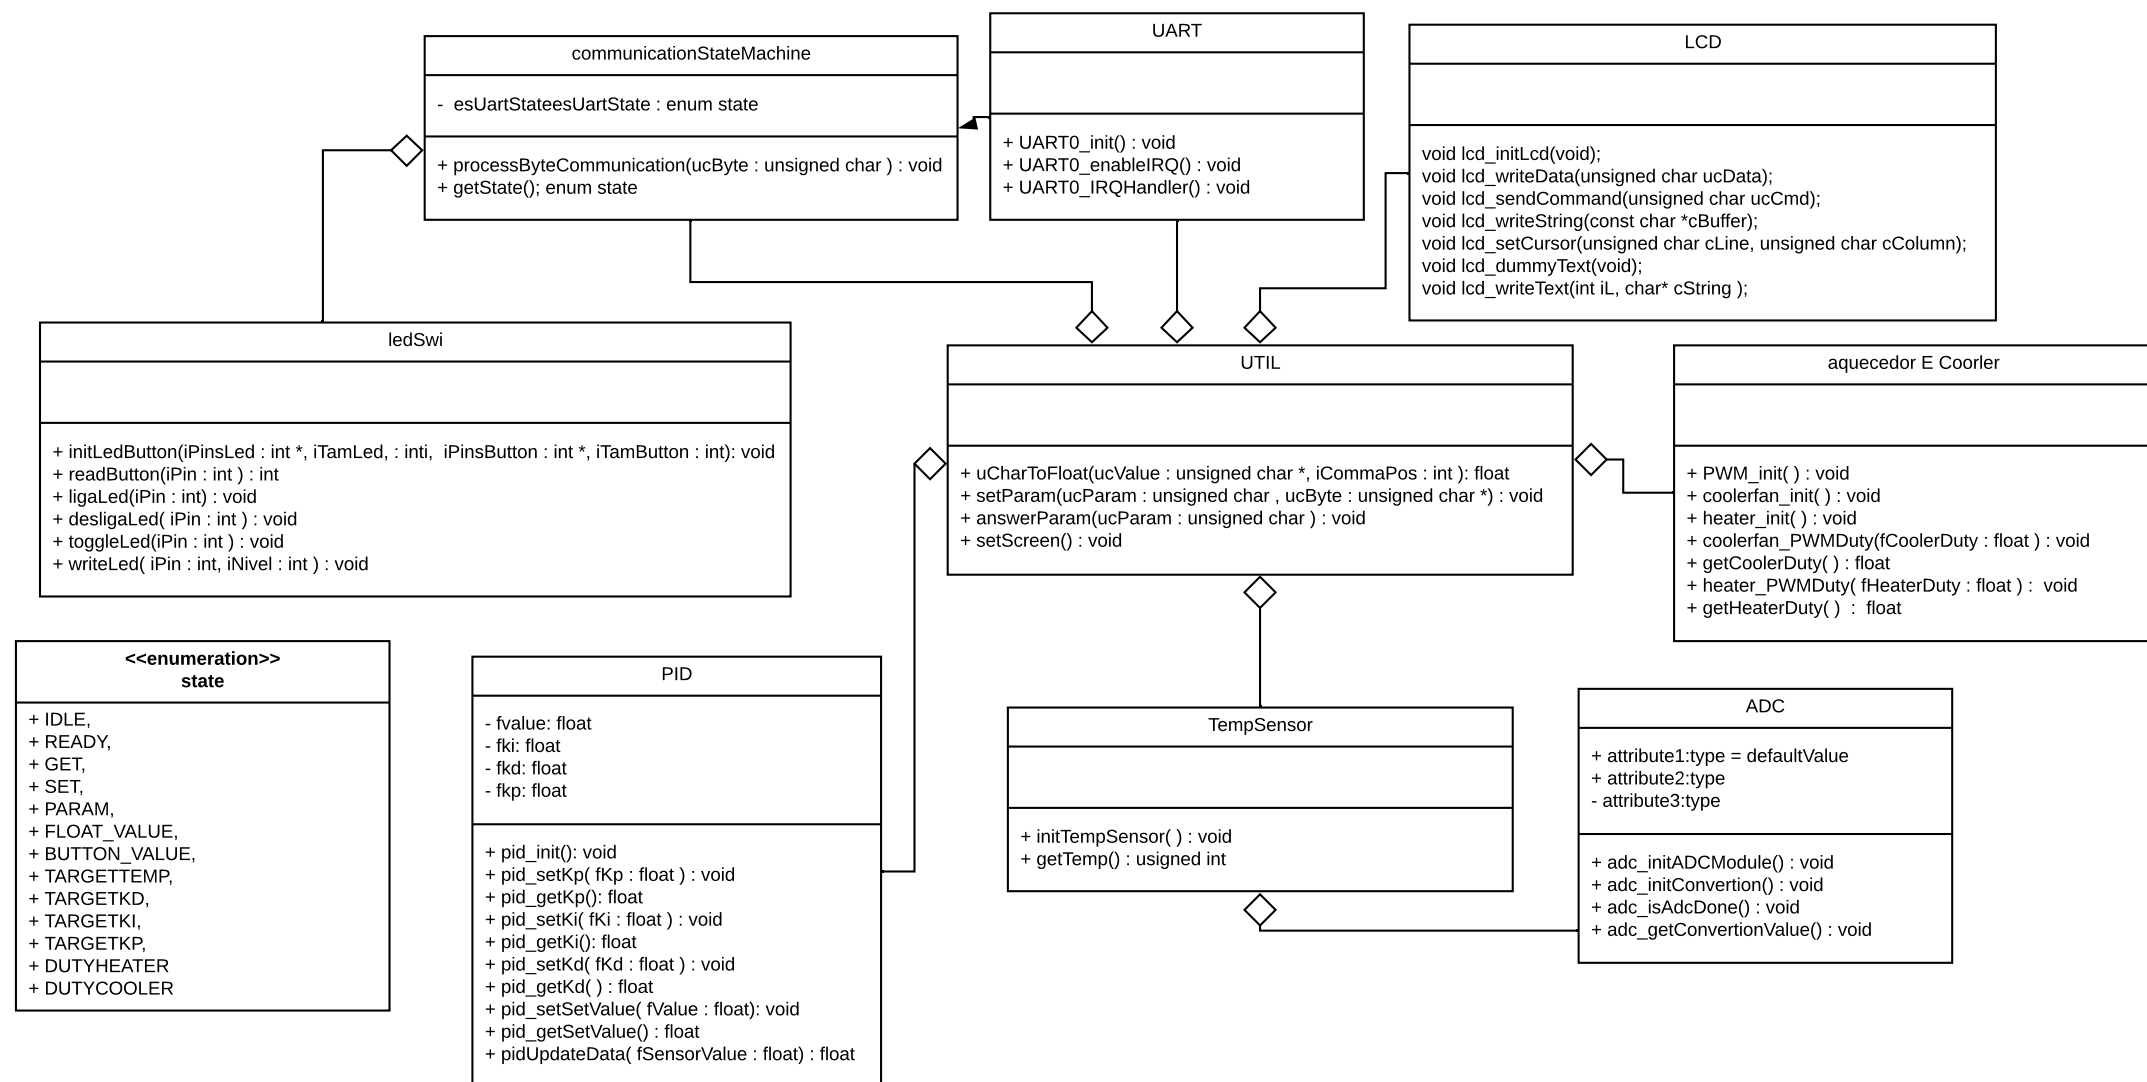 communicationStateMachine
-  esUartStateesUartState : enum state
+ processByteCommunication(ucByte : unsigned char ) : void
+ getState(); enum state
UART
+ UART0_init() : void
+ UART0_enableIRQ() : void
+ UART0_IRQHandler() : void
LCD
void lcd_initLcd(void);
void lcd_writeData(unsigned char ucData);
void lcd_sendCommand(unsigned char ucCmd);
void lcd_writeString(const char *cBuffer);
void lcd_setCursor(unsigned char cLine, unsigned char cColumn);
void lcd_dummyText(void);
void lcd_writeText(int iL, char* cString );
ledSwi
+ initLedButton(iPinsLed : int *, iTamLed, : inti,  iPinsButton : int *, iTamButton : int): void
+ readButton(iPin : int ) : int
+ ligaLed(iPin : int) : void
+ desligaLed( iPin : int ) : void
+ toggleLed(iPin : int ) : void
+ writeLed( iPin : int, iNivel : int ) : void
UTIL
+ uCharToFloat(ucValue : unsigned char *, iCommaPos : int ): float
+ setParam(ucParam : unsigned char , ucByte : unsigned char *) : void
+ answerParam(ucParam : unsigned char ) : void
+ setScreen() : void
aquecedor E Coorler
+ PWM_init( ) : void
+ coolerfan_init( ) : void
+ heater_init( ) : void
+ coolerfan_PWMDuty(fCoolerDuty : float ) : void
+ getCoolerDuty( ) : float
+ heater_PWMDuty( fHeaterDuty : float ) :  void
+ getHeaterDuty( )  :  float
<<enumeration>>
state
+ IDLE,
+ READY,
+ GET,
+ SET,
+ PARAM,
+ FLOAT_VALUE,
+ BUTTON_VALUE,
+ TARGETTEMP,
+ TARGETKD,
+ TARGETKI,
+ TARGETKP,
+ DUTYHEATER
+ DUTYCOOLER
PID
- fvalue: float
- fki: float
- fkd: float
- fkp: float
+ pid_init(): void
+ pid_setKp( fKp : float ) : void
+ pid_getKp(): float
+ pid_setKi( fKi : float ) : void
+ pid_getKi(): float
+ pid_setKd( fKd : float ) : void
+ pid_getKd( ) : float
+ pid_setSetValue( fValue : float): void
+ pid_getSetValue() : float
+ pidUpdateData( fSensorValue : float) : float
TempSensor
+ initTempSensor( ) : void
+ getTemp() : usigned int
ADC
+ attribute1:type = defaultValue
+ attribute2:type
- attribute3:type
+ adc_initADCModule() : void
+ adc_initConvertion() : void
+ adc_isAdcDone() : void
+ adc_getConvertionValue() : void